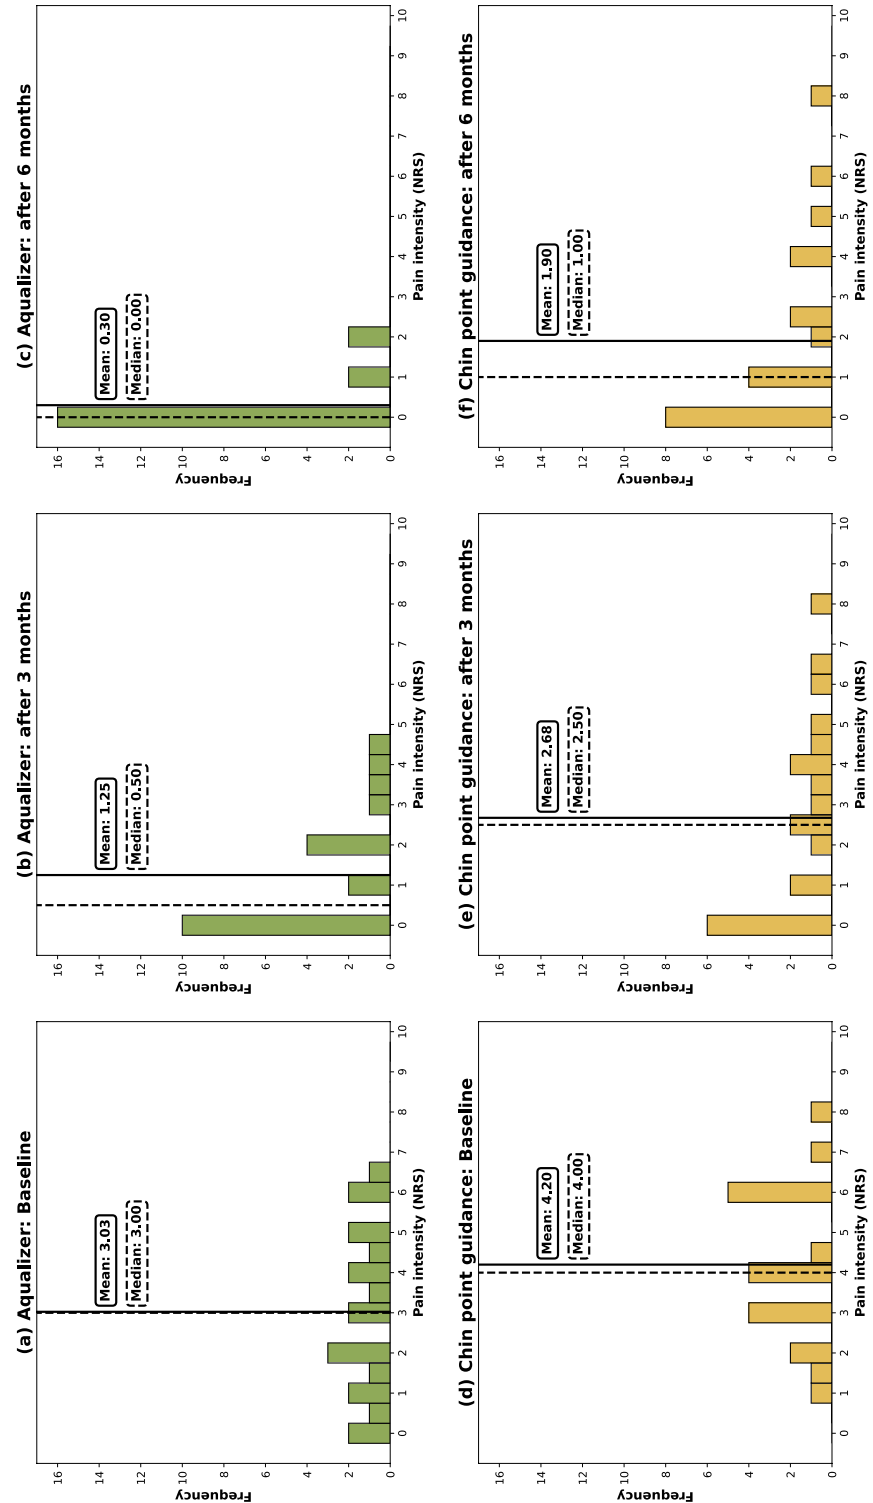 (a) Aqualizer: Baseline
Mean: 3.03
Median: 3.00
Frequency
16
14
12
10
8
6
4
2
0
0 1 2 3 4 5 6 7 8 9 10
Pain intensity (NRS)
(b) Aqualizer: after 3 months
Mean: 1.25
Median: 0.50
Frequency
16
14
12
10
8
6
4
2
0
0 1 2 3 4 5 6 7 8 9 10
Pain intensity (NRS)
(c) Aqualizer: after 6 months
Mean: 0.30
Median: 0.00
Frequency
16
14
12
10
8
6
4
2
0
0 1 2 3 4 5 6 7 8 9 10
Pain intensity (NRS)
(d) Chin point guidance: Baseline
Mean: 4.20
Median: 4.00
Frequency
16
14
12
10
8
6
4
2
0
0 1 2 3 4 5 6 7 8 9 10
Pain intensity (NRS)
(e) Chin point guidance: after 3 months
Mean: 2.68
Median: 2.50
Frequency
16
14
12
10
8
6
4
2
0
0 1 2 3 4 5 6 7 8 9 10
Pain intensity (NRS)
(f) Chin point guidance: after 6 months
Mean: 1.90
Median: 1.00
Frequency
16
14
12
10
8
6
4
2
0
0 1 2 3 4 5 6 7 8 9 10
Pain intensity (NRS)